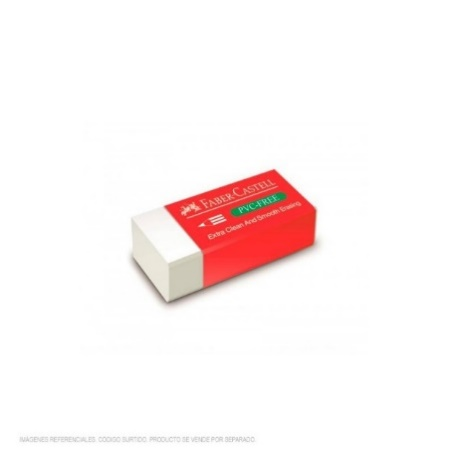 FABER-CASTELL
PVC-FREE
Extra Clean And Smooth Erasing
IMÁGENES REFERENCIALES. CÓDIGO SURTIDO. PRODUCTO SE VENDE POR SEPARADO.